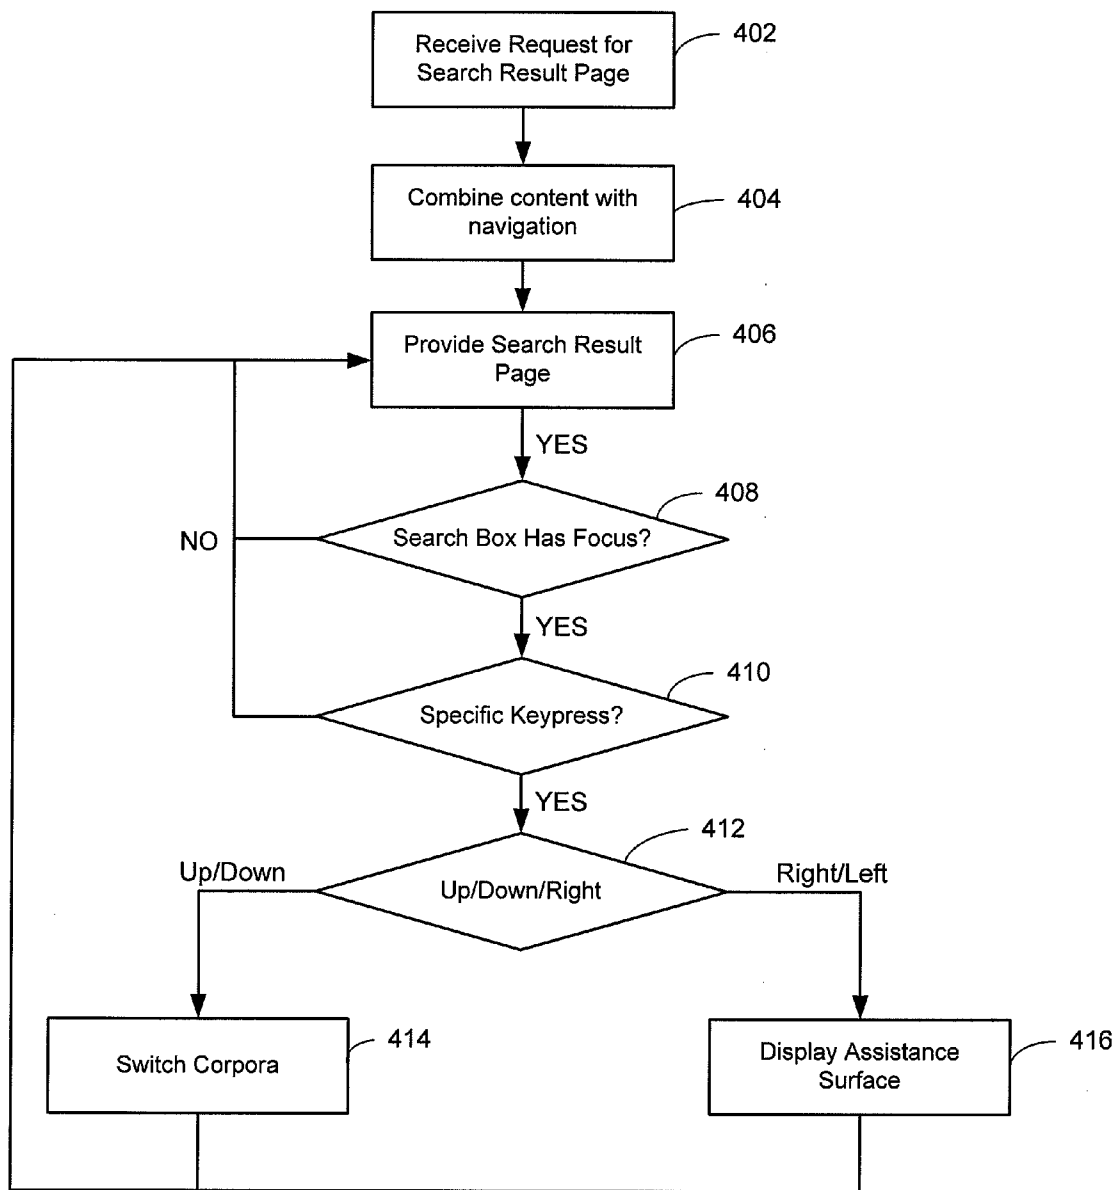 Receive Request for
Search Result Page
402
Combine content with
navigation
404
Provide Search Result
Page
406
YES
408
Search Box Has Focus?
NO
YES
410
Specific Keypress?
YES
412
Up/Down
Up/Down/Right
Right/Left
414
Switch Corpora
416
Display Assistance
Surface